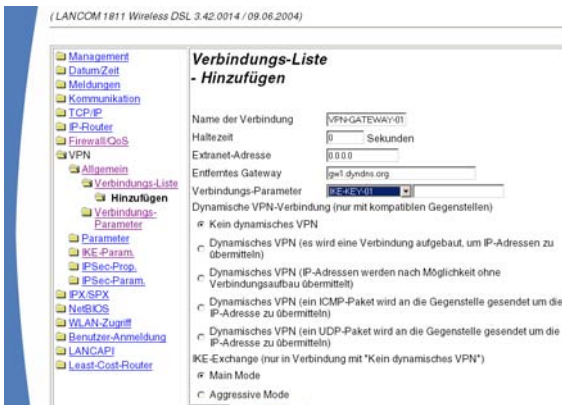 ( LANCOM 1811 Wireless DSL 3.42.0014 / 09.06.2004)
Management
Datum/Zeit
Meldungen
Kommunikation
TCP/IP
IP-Router
Firewall/QoS
VPN
Allgemein
Verbindungs-Liste
Hinzufügen
Verbindungs-
Parameter
Parameter
IKE-Param.
IPSec-Prop.
IPSec-Param.
IPX/SPX
NetBIOS
WLAN-Zugriff
Benutzer-Anmeldung
LANCAPI
Least-Cost-Router
Verbindungs-Liste
- Hinzufügen
Name der Verbindung VPN-GATEWAY-01
Haltezeit 0 Sekunden
Extranet-Adresse 0.0.0.0
Entferntes Gateway gw1.dyndns.org
Verbindungs-Parameter IKE-KEY-01
Dynamische VPN-Verbindung (nur mit kompatiblen Gegenstellen)
Kein dynamisches VPN
Dynamisches VPN (es wird eine Verbindung aufgebaut, um IP-Adressen zu
übermitteln)
Dynamisches VPN (IP-Adressen werden nach Möglichkeit ohne
Verbindungsaufbau übermittelt)
Dynamisches VPN (ein ICMP-Paket wird an die Gegenstelle gesendet um die
IP-Adresse zu übermitteln)
Dynamisches VPN (ein UDP-Paket wird an die Gegenstelle gesendet um die
IP-Adresse zu übermitteln)
IKE-Exchange (nur in Verbindung mit "Kein dynamisches VPN")
Main Mode
Aggressive Mode